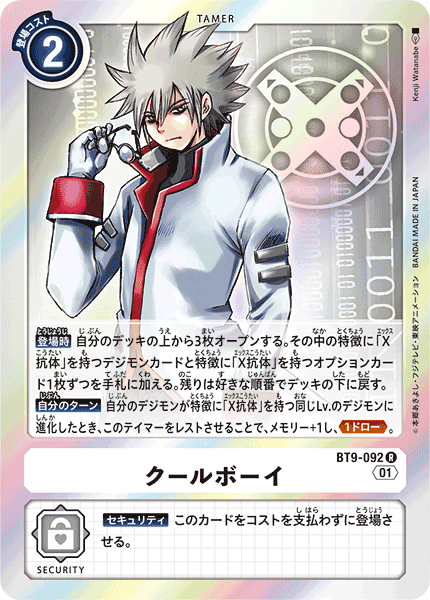 TAMER
登場コスト
2
Kenji Watanabe
©本郷あきよし・フジテレビ・東映アニメーション BANDAI MADE IN JAPAN
登場時 自分のデッキの上から3枚オープンする。その中の特徴に「X
抗体」を持つデジモンカードと特徴に「X抗体」を持つオプションカー
ド1枚ずつを手札に加える。残りは好きな順番でデッキの下に戻す。
自分のターン 自分のデジモンが特徴に「X抗体」を持つ同じLv.のデジモンに
進化したとき、このテイマーをレストさせることで、メモリー+1し、1ドロー。
BT9-092 R
クールボーイ
01
セキュリティ このカードをコストを支払わずに登場さ
せる。
SECURITY